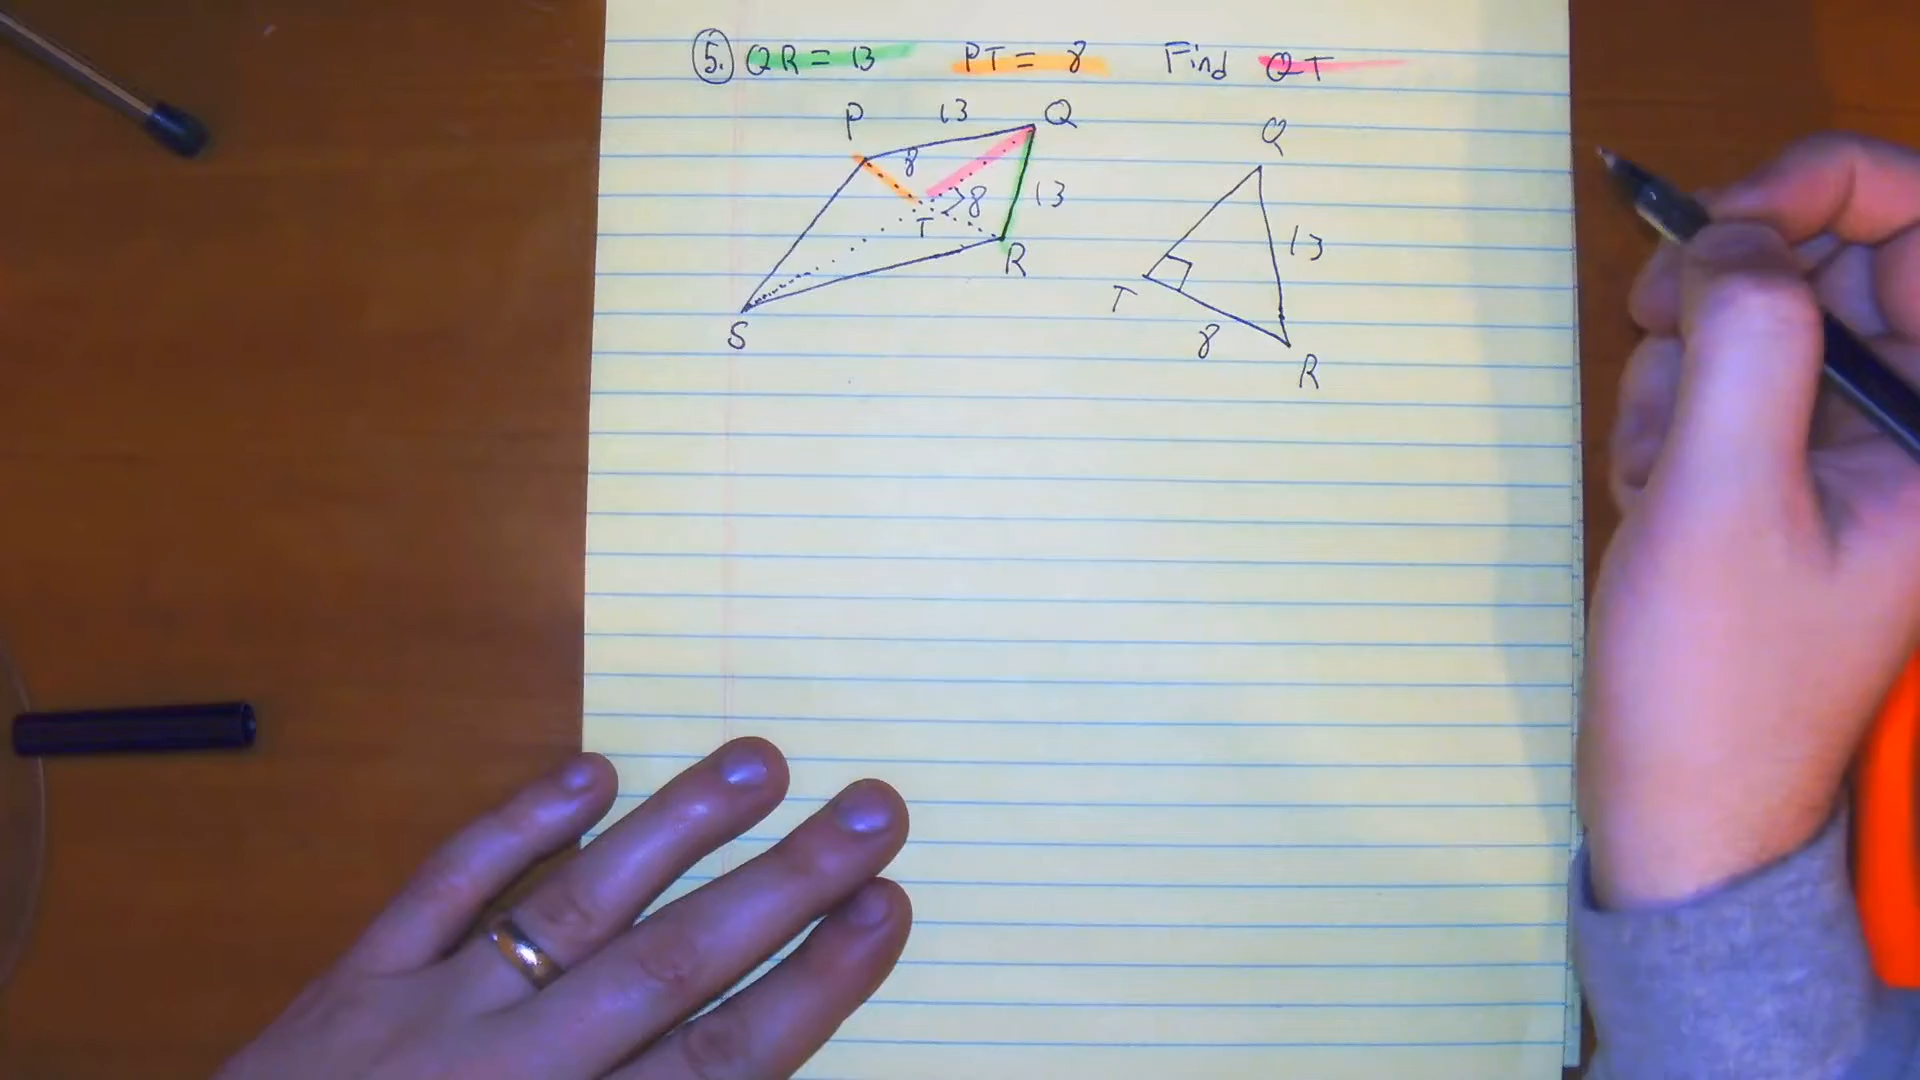 5. QR = 13 PT = 8 Find QT
P 13 Q
8
8 13
T
R
S
Q
13
T
8
R